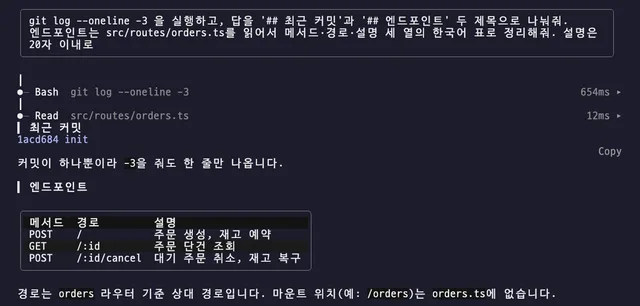 git log --oneline -3 을 실행하고, 답을 '## 최근 커밋'과 '## 엔드포인트' 두 제목으로 나눠줘.
엔드포인트는 src/routes/orders.ts를 읽어서 메서드·경로·설명 세 열의 한국어 표로 정리해줘. 설명은
20자 이내로
Bash git log --oneline -3 654ms ▸
Read src/routes/orders.ts 12ms ▸
최근 커밋
1acd684 init
Copy
커밋이 하나뿐이라 -3을 줘도 한 줄만 나옵니다.
엔드포인트
메서드 경로 설명
POST / 주문 생성, 재고 예약
GET /:id 주문 단건 조회
POST /:id/cancel 대기 주문 취소, 재고 복구
경로는 orders 라우터 기준 상대 경로입니다. 마운트 위치(예: /orders)는 orders.ts에 없습니다.